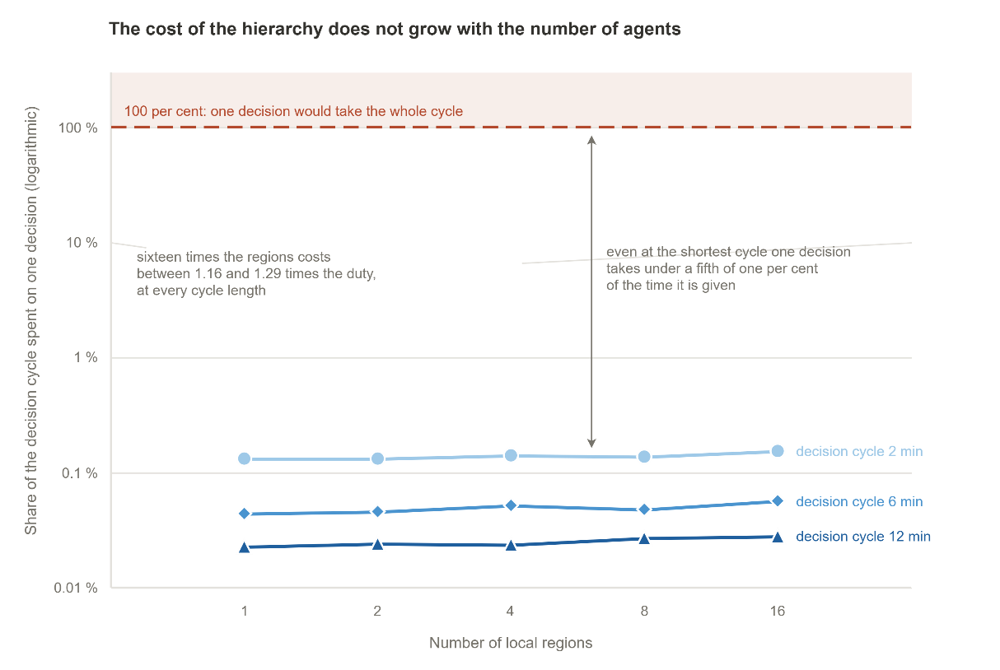 The cost of the hierarchy does not grow with the number of agents
Share of the decision cycle spent on one decision (logarithmic)
100 per cent: one decision would take the whole cycle
100 %
10 %
sixteen times the regions costs
between 1.16 and 1.29 times the duty,
at every cycle length
even at the shortest cycle one decision
takes under a fifth of one per cent
of the time it is given
1 %
decision cycle 2 min
0.1 %
decision cycle 6 min
decision cycle 12 min
0.01 %
1 2 4 8 16
Number of local regions